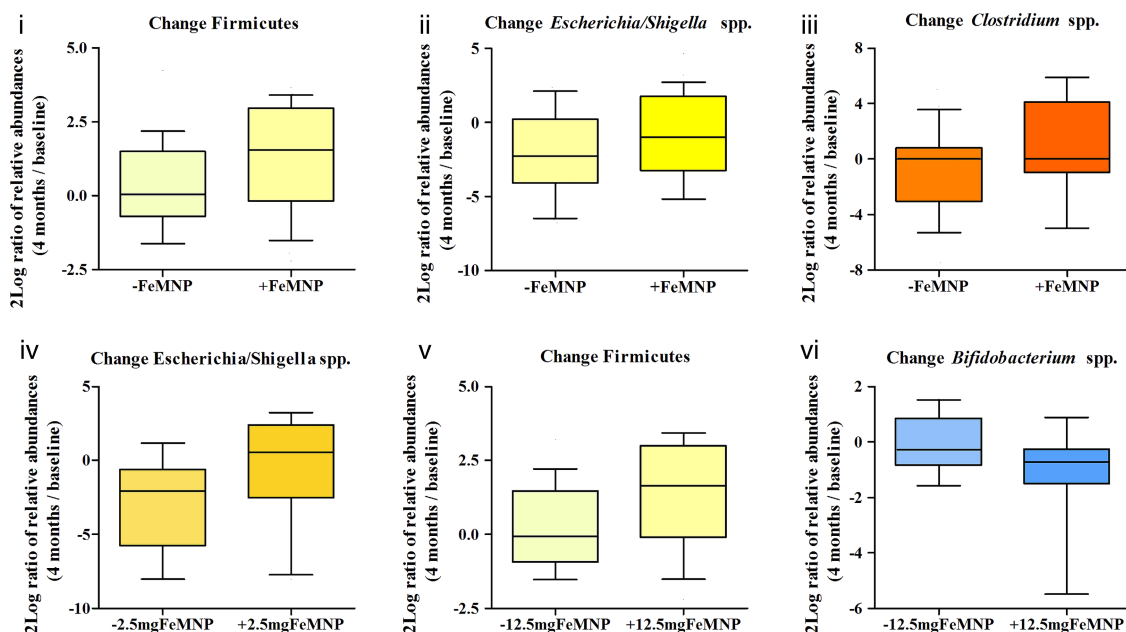 i
Change Firmicutes
2Log ratio of relative abundances
(4 months / baseline)
5.0
2.5
0.0
-2.5
-FeMNP
+FeMNP
ii
Change Escherichia/Shigella spp.
2Log ratio of relative abundances
(4 months / baseline)
5
0
-5
-10
-FeMNP
+FeMNP
iii
Change Clostridium spp.
2Log ratio of relative abundances
(4 months / baseline)
8
4
0
-4
-8
-FeMNP
+FeMNP
iv
Change Escherichia/Shigella spp.
2Log ratio of relative abundances
(4 months / baseline)
5
0
-5
-10
-2.5mgFeMNP
+2.5mgFeMNP
v
Change Firmicutes
2Log ratio of relative abundances
(4 months / baseline)
5.0
2.5
0.0
-2.5
-12.5mgFeMNP
+12.5mgFeMNP
vi
Change Bifidobacterium spp.
2Log ratio of relative abundances
(4 months / baseline)
2
0
-2
-4
-6
-12.5mgFeMNP
+12.5mgFeMNP